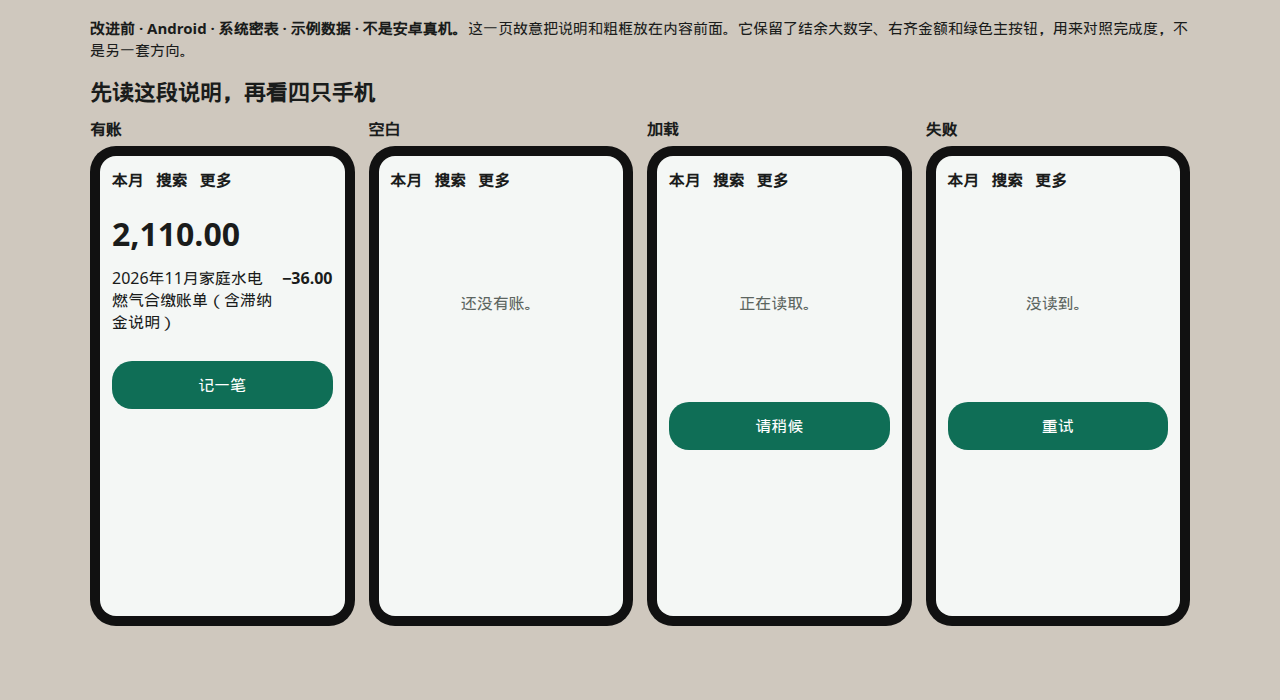 改进前 · Android · 系统密表 · 示例数据 · 不是安卓真机。这一页故意把说明和粗框放在内容前面。它保留了结余大数字、右齐金额和绿色主按钮，用来对照完成度，不
是另一套方向。
先读这段说明，再看四只手机
有账
本月 搜索 更多
2,110.00
2026年11月家庭水电 −36.00
燃气合缴账单（含滞纳
金说明）
记一笔
空白
本月 搜索 更多
还没有账。
加载
本月 搜索 更多
正在读取。
请稍候
失败
本月 搜索 更多
没读到。
重试